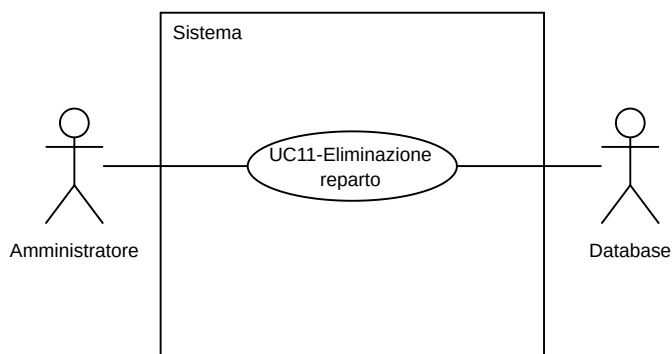 Sistema
UC11-Eliminazione
reparto
Amministratore
Database